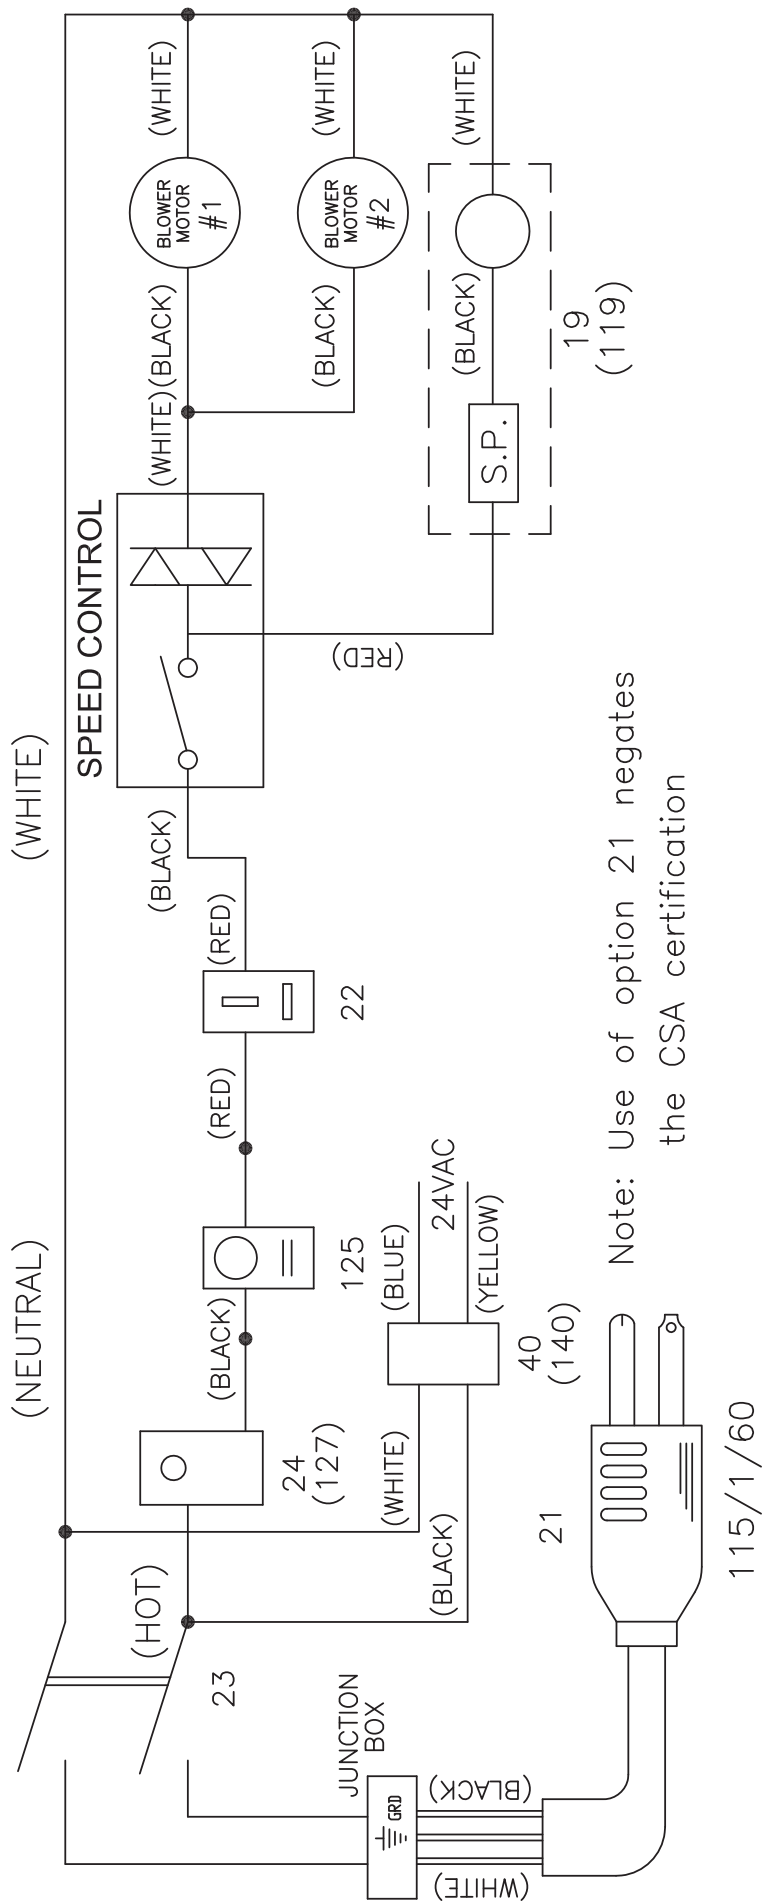 (NEUTRAL)
(WHITE)
(HOT)
23
24
(127)
(BLACK)
125
(RED)
22
(RED)
(BLACK)
SPEED CONTROL
(WHITE)
(BLACK)
BLOWER
MOTOR
#1
(WHITE)
(BLACK)
BLOWER
MOTOR
#2
(WHITE)
(RED)
S.P.
(BLACK)
(WHITE)
19
(119)
(WHITE)
(BLACK)
40
(140)
(BLUE)
24VAC
(YELLOW)
JUNCTION
BOX
GRD
(WHITE)
(BLACK)
21
115/1/60
Note: Use of option 21 negates
the CSA certification